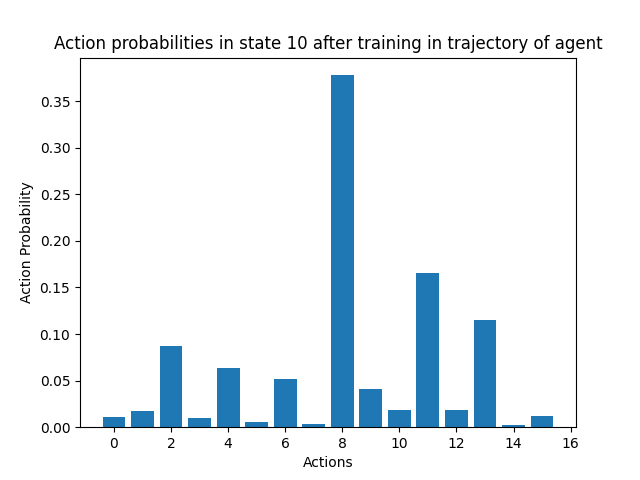 Action probabilities in state 10 after training in trajectory of agent
0.35
0.30
0.25
0.20
0.15
0.10
0.05
0.00
Action Probability
0 2 4 6 8 10 12 14 16
Actions